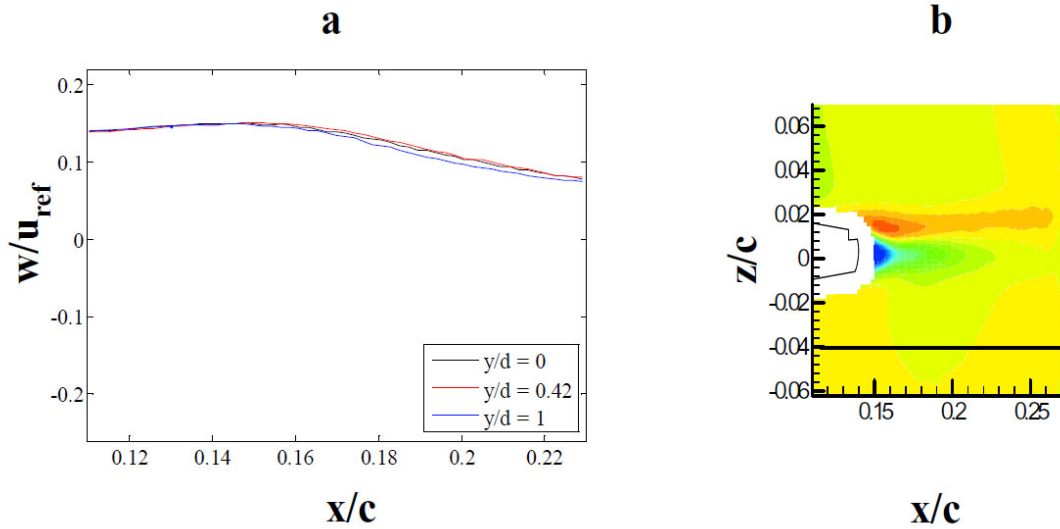 a
b
w/u_ref
0.2
0.1
0
-0.1
-0.2
y/d = 0
y/d = 0.42
y/d = 1
0.12
0.14
0.16
0.18
0.2
0.22
x/c
z/c
0.06
0.04
0.02
0
-0.02
-0.04
-0.06
0.15
0.2
0.25
x/c